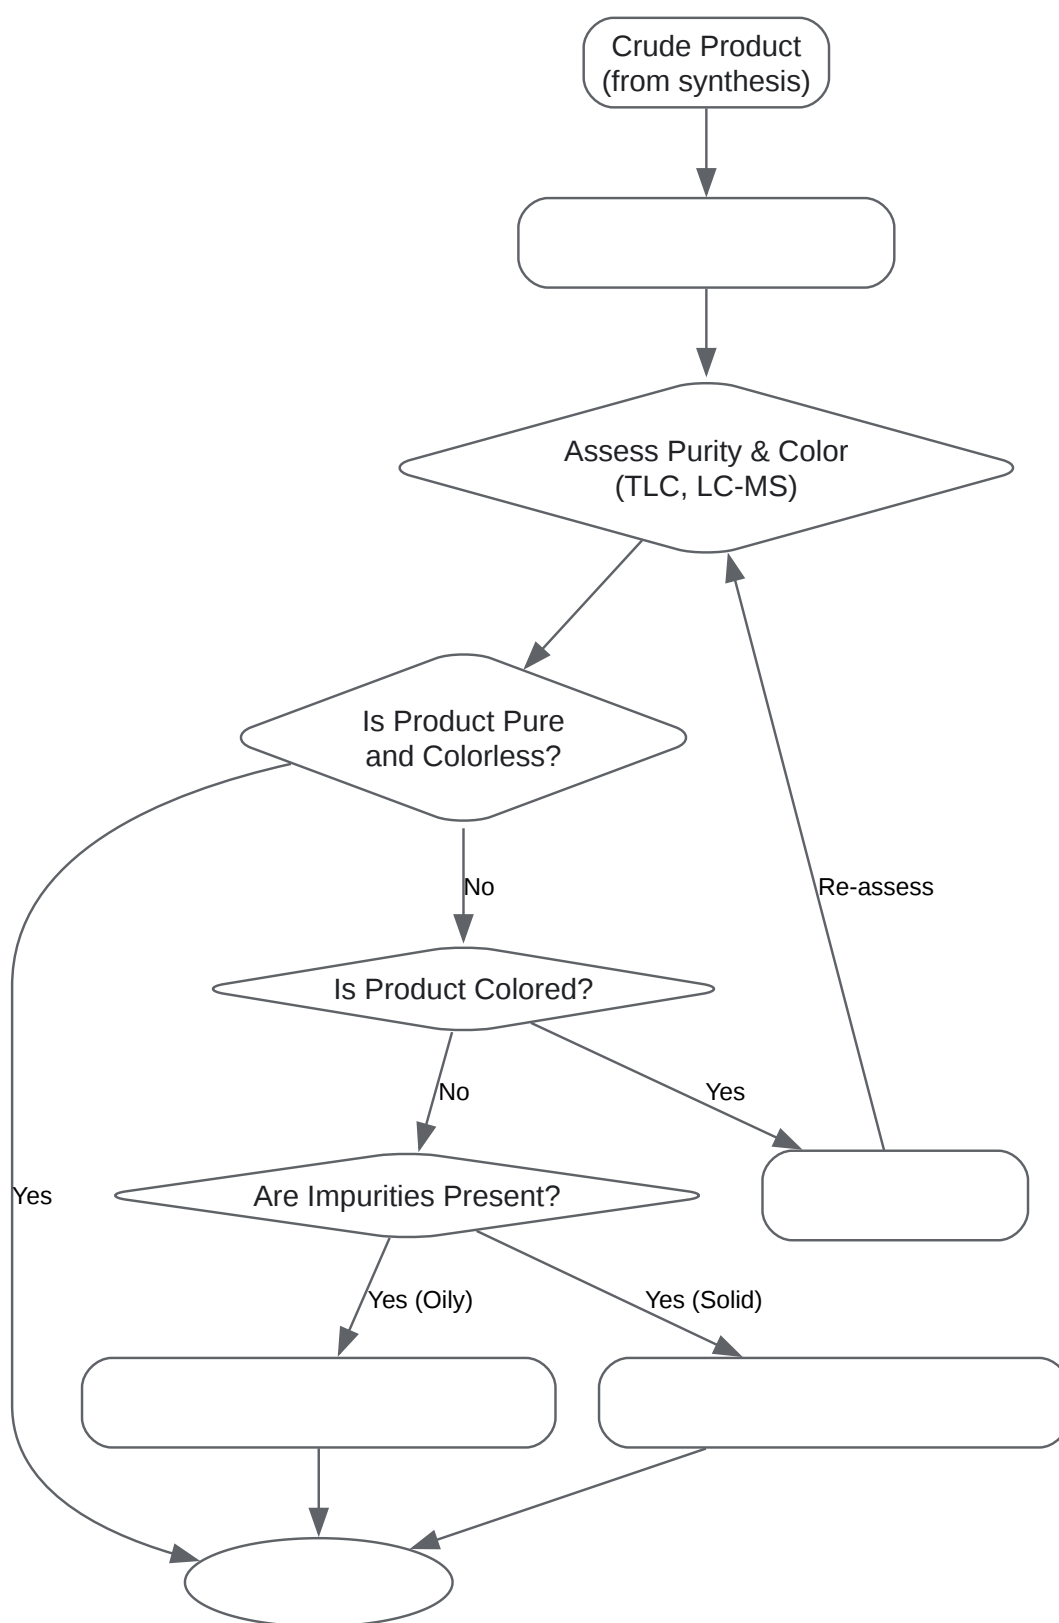 Crude Product
(from synthesis)
Assess Purity & Color
(TLC, LC-MS)
Is Product Pure
and Colorless?
No
Re-assess
Is Product Colored?
No
Yes
Yes
Are Impurities Present?
Yes (Oily)
Yes (Solid)